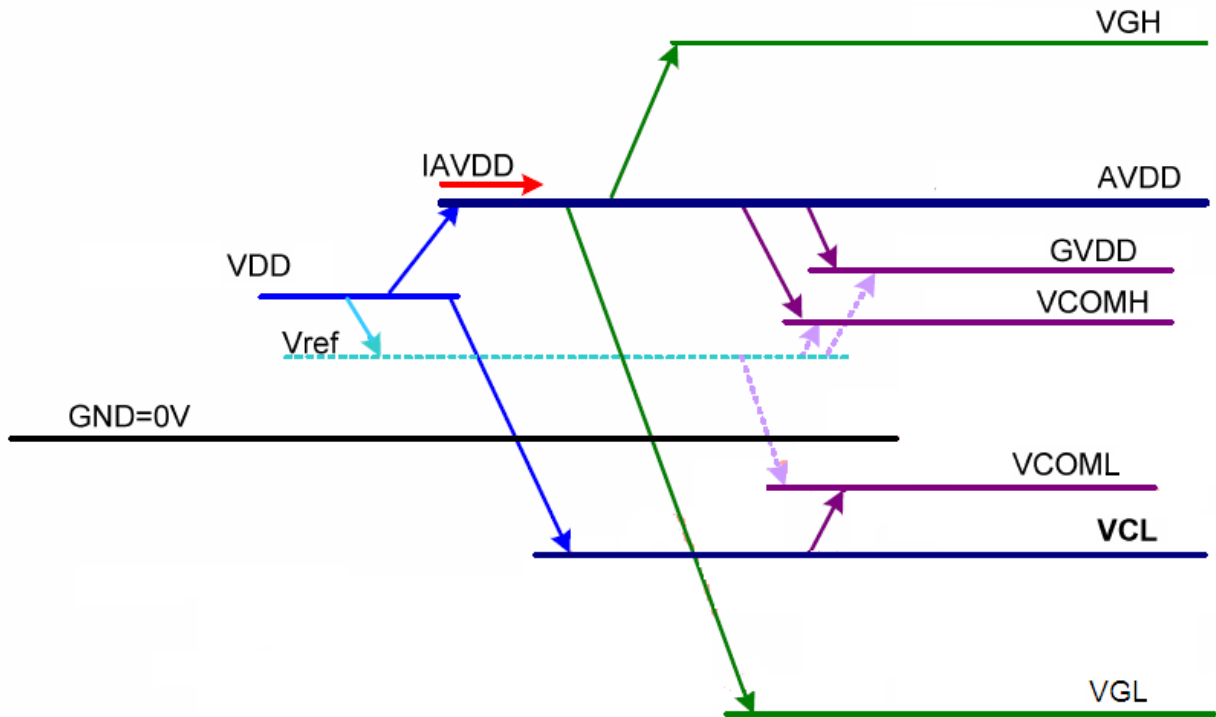 VGH
IAVDD
AVDD
VDD
GVDD
VCOMH
Vref
GND=0V
VCOML
VCL
VGL